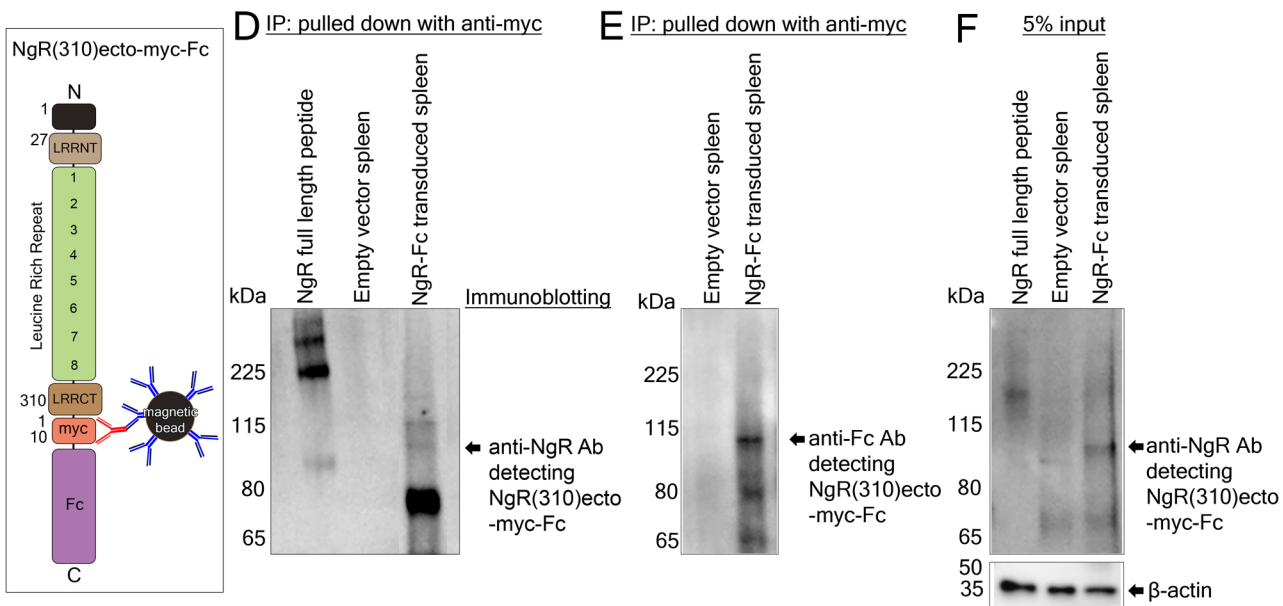 NgR(310)ecto-myc-Fc
N
1
27
LRRNT
Leucine Rich Repeat
1
2
3
4
5
6
7
8
310
LRRCT
1
myc
10
magnetic
bead
Fc
C
D
IP: pulled down with anti-myc
NgR full length peptide
Empty vector spleen
NgR-Fc transduced spleen
kDa
Immunoblotting
225
115
80
65
anti-NgR Ab
detecting
NgR(310)ecto
-myc-Fc
E
IP: pulled down with anti-myc
Empty vector spleen
NgR-Fc transduced spleen
kDa
225
115
80
65
anti-Fc Ab
detecting
NgR(310)ecto
-myc-Fc
F
5% input
NgR full length peptide
Empty vector spleen
NgR-Fc transduced spleen
kDa
225
115
80
65
anti-NgR Ab
detecting
NgR(310)ecto
-myc-Fc
50
35
β-actin